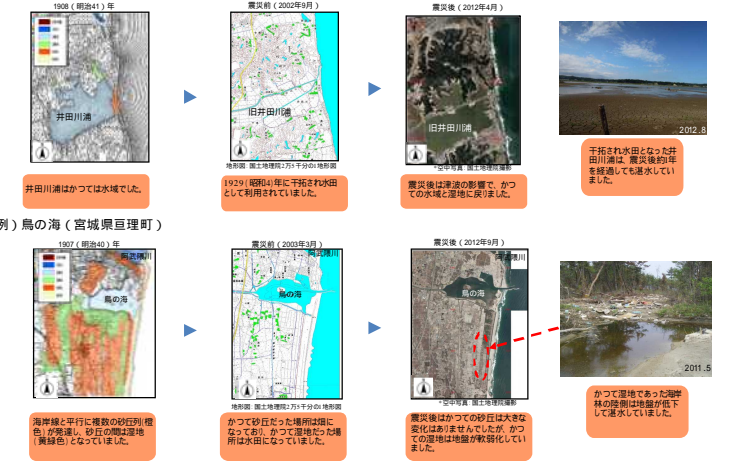 1908(明治41)年
井田川浦
井田川浦はかつては水域でした。
震災前(2002年9月)
旧井田川浦
地形図:国土地理院2万5千分の1地形図
1929(昭和4)年に干拓され水田
として利用されていました。
震災後(2012年4月)
旧井田川浦
*空中写真:国土地理院撮影
震災後は津波の影響で、かつ
ての水域と湿地に戻りました。
2012.8
干拓され水田となった井
田川浦は、震災後約1年
を経過しても湛水してい
ました。
例)鳥の海(宮城県亘理町)
1907(明治40)年
阿武隈川
鳥の海
海岸線と平行に複数の砂丘列(橙
色)が発達し、砂丘の間は湿地
(黄緑色)となっていました。
震災前(2003年3月)
阿武隈川
鳥の海
地形図:国土地理院2万5千分の1地形図
かつて砂丘だった場所は畑に
なっており、かつて湿地だった場
所は水田になっていました。
震災後(2012年9月)
阿武隈川
鳥の海
*空中写真:国土地理院撮影
震災後はかつての砂丘は大きな
変化はありませんでしたが、かつ
ての湿地は地盤が軟弱化してい
ました。
2011.5
かつて湿地であった海岸
林の陸側は地盤が低下
して湛水していました。